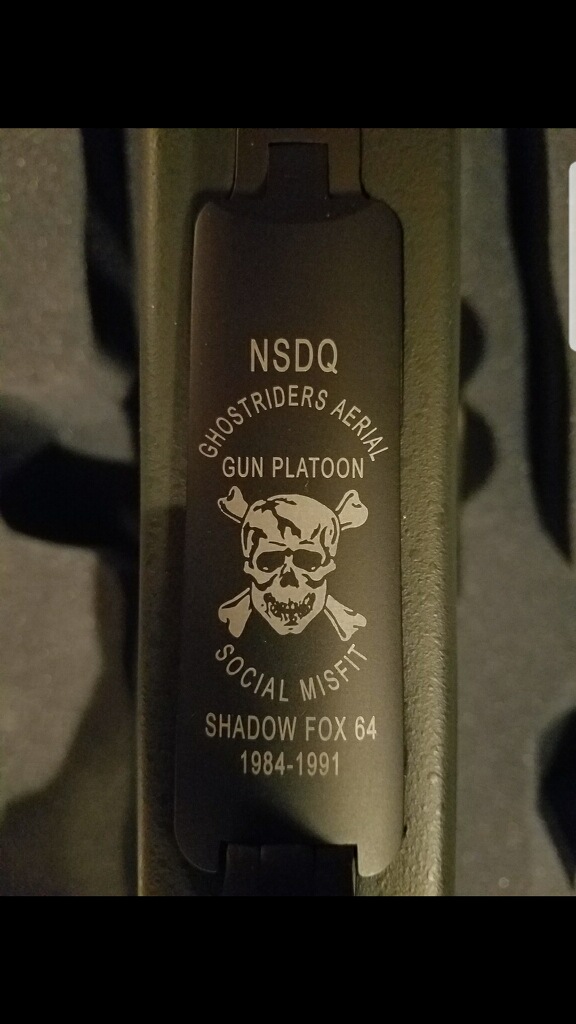 NSDQ
GHOSTRIDERS AERIAL
GUN PLATOON
SOCIAL MISFIT
SHADOW FOX 64
1984-1991